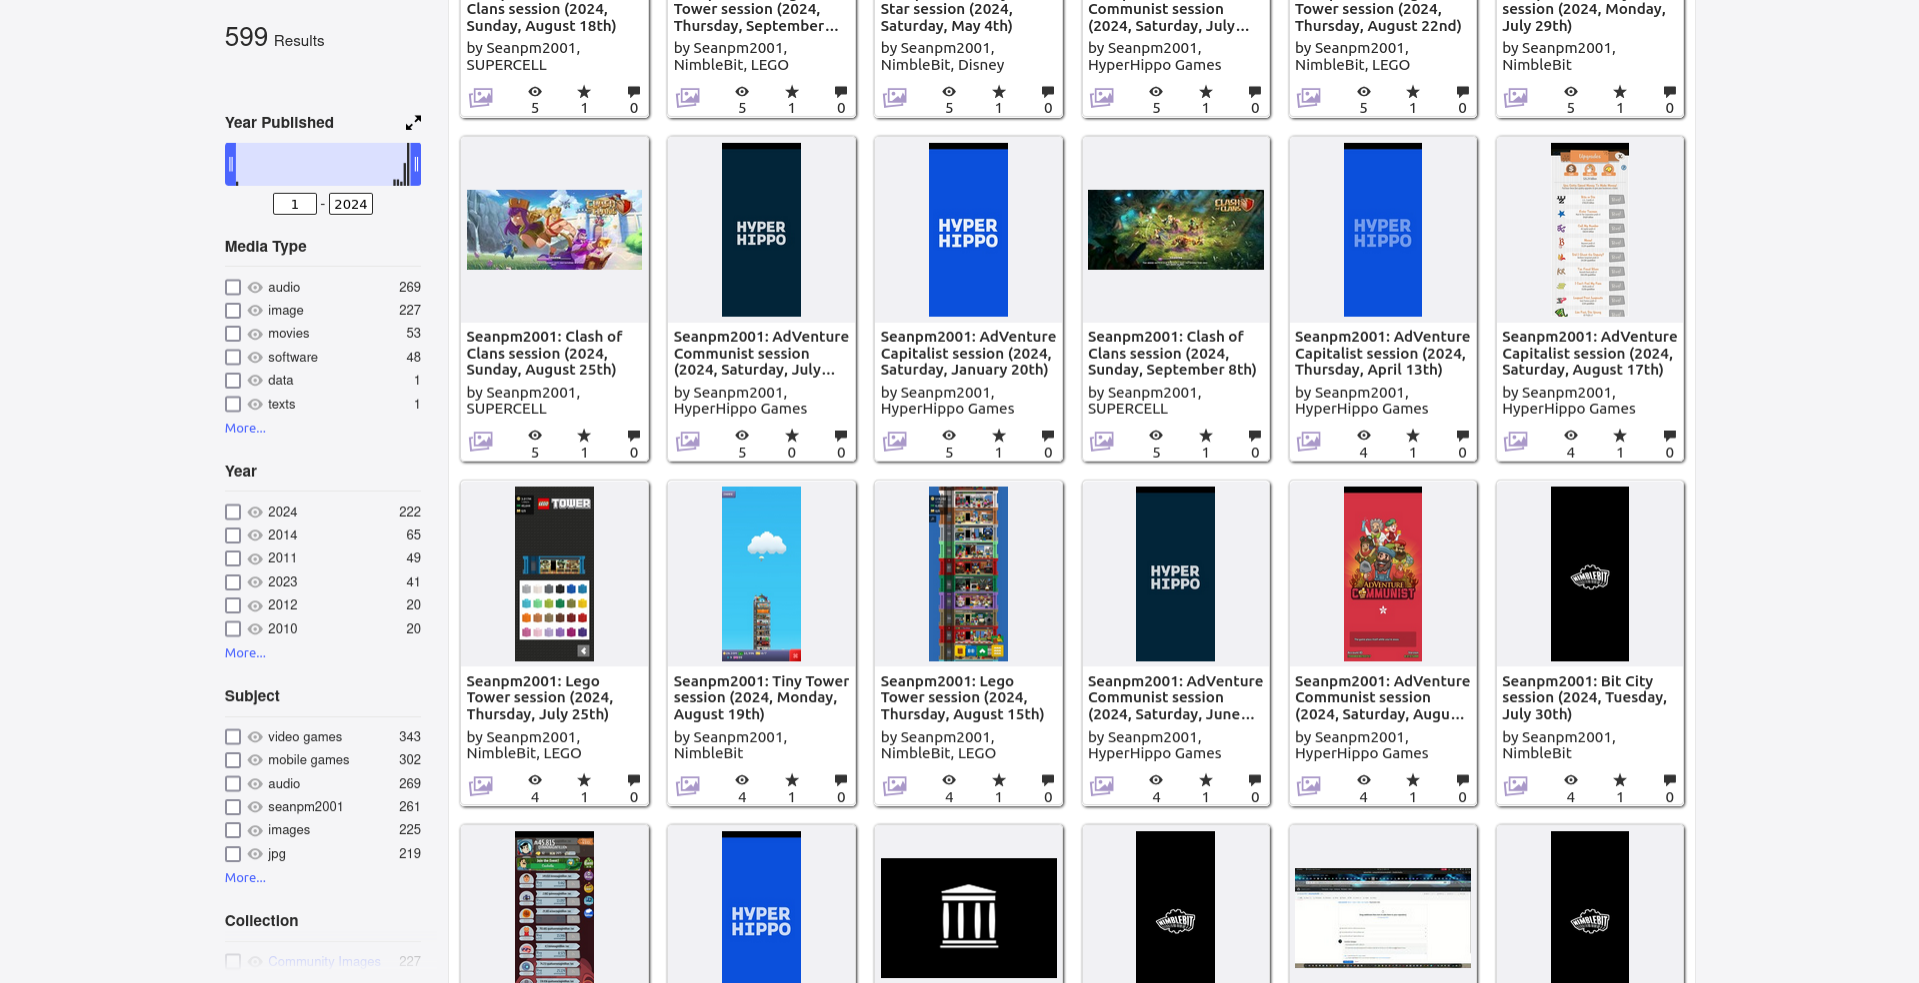 599 Results
Year Published
1 - 2024
Media Type
audio 269
image 227
movies 53
software 48
data 1
texts 1
More...
Year
2024 222
2014 65
2011 49
2023 41
2012 20
2010 20
More...
Subject
video games 343
mobile games 302
audio 269
seanpm2001 261
images 225
jpg 219
More...
Collection
Community Images 227
Clans session (2024,
Sunday, August 18th)
by Seanpm2001,
SUPERCELL
5 1 0
Tower session (2024,
Thursday, September...
by Seanpm2001,
NimbleBit, LEGO
5 1 0
Star session (2024,
Saturday, May 4th)
by Seanpm2001,
NimbleBit, Disney
5 1 0
Communist session
(2024, Saturday, July...
by Seanpm2001,
HyperHippo Games
5 1 0
Tower session (2024,
Thursday, August 22nd)
by Seanpm2001,
NimbleBit, LEGO
5 1 0
session (2024, Monday,
July 29th)
by Seanpm2001,
NimbleBit
5 1 0
CLASH OF
CLANS
Seanpm2001: Clash of
Clans session (2024,
Sunday, August 25th)
by Seanpm2001,
SUPERCELL
5 1 0
HYPER
HIPPO
Seanpm2001: AdVenture
Communist session
(2024, Saturday, July...
by Seanpm2001,
HyperHippo Games
5 0 0
HYPER
HIPPO
Seanpm2001: AdVenture
Capitalist session (2024,
Saturday, January 20th)
by Seanpm2001,
HyperHippo Games
5 1 0
CLASH OF
CLANS
Seanpm2001: Clash of
Clans session (2024,
Sunday, September 8th)
by Seanpm2001,
SUPERCELL
5 1 0
HYPER
HIPPO
Seanpm2001: AdVenture
Capitalist session (2024,
Thursday, April 13th)
by Seanpm2001,
HyperHippo Games
4 1 0
Upgrades
Seanpm2001: AdVenture
Capitalist session (2024,
Saturday, August 17th)
by Seanpm2001,
HyperHippo Games
4 1 0
LEGO TOWER
Seanpm2001: Lego
Tower session (2024,
Thursday, July 25th)
by Seanpm2001,
NimbleBit, LEGO
4 1 0
Seanpm2001: Tiny Tower
session (2024, Monday,
August 19th)
by Seanpm2001,
NimbleBit
4 1 0
Seanpm2001: Lego
Tower session (2024,
Thursday, August 15th)
by Seanpm2001,
NimbleBit, LEGO
4 1 0
HYPER
HIPPO
Seanpm2001: AdVenture
Communist session
(2024, Saturday, June...
by Seanpm2001,
HyperHippo Games
4 1 0
ADVENTURE
COMMUNIST
Seanpm2001: AdVenture
Communist session
(2024, Saturday, Augu...
by Seanpm2001,
HyperHippo Games
4 1 0
NIMBLEBIT
Seanpm2001: Bit City
session (2024, Tuesday,
July 30th)
by Seanpm2001,
NimbleBit
4 1 0
HYPER
HIPPO
NIMBLEBIT
NIMBLEBIT